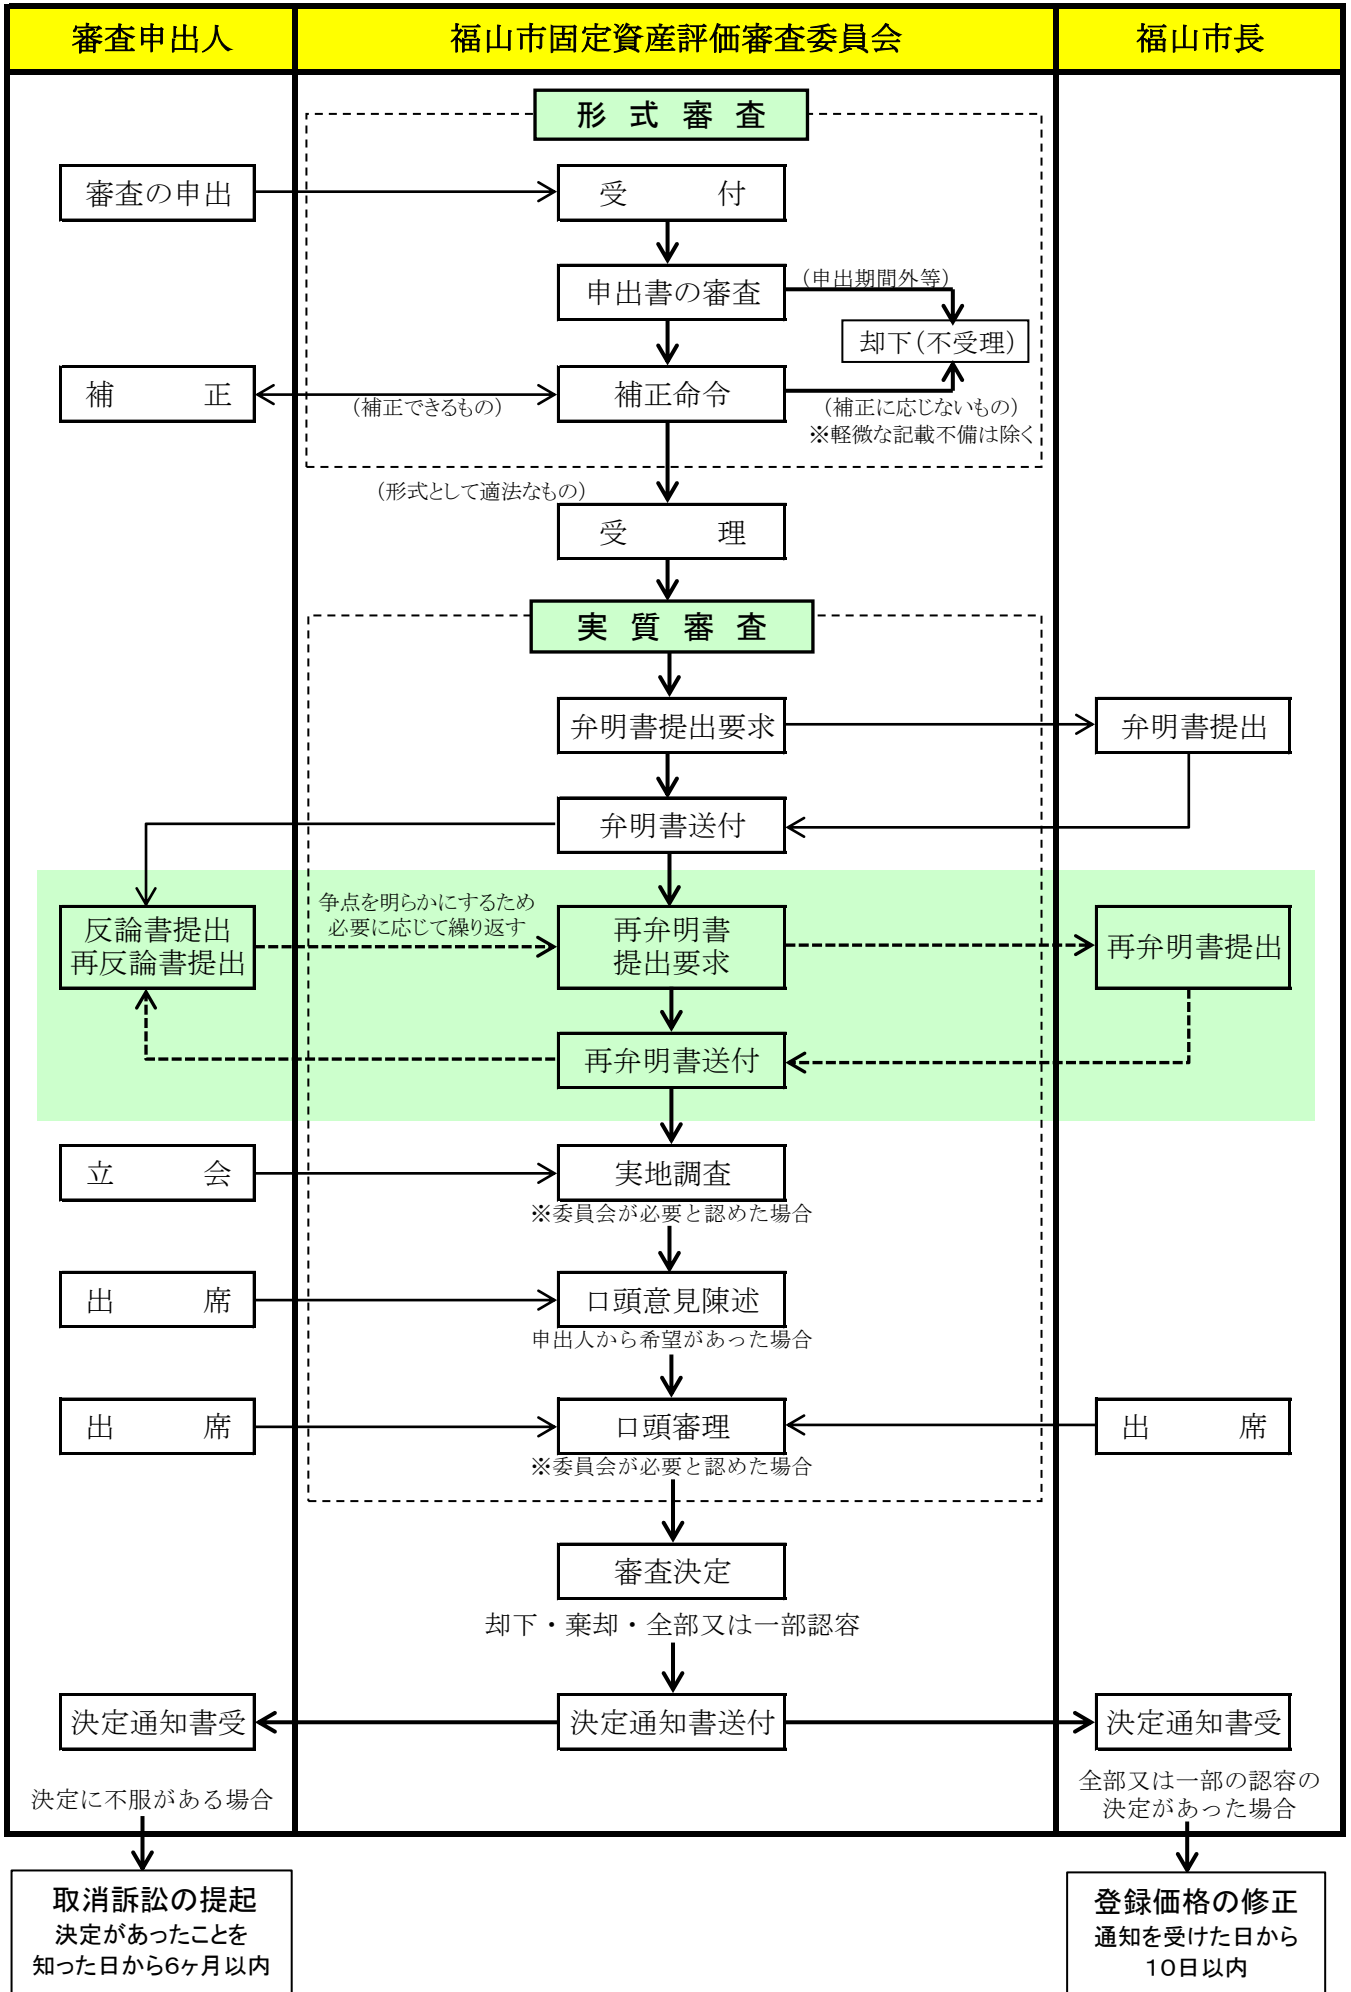 審査申出人
福山市固定資産評価審査委員会
福山市長
形式審査
審査の申出
受付
申出書の審査
（申出期間外等）
却下（不受理）
補正
（補正できるもの）
補正命令
（補正に応じないもの）
※軽微な記載不備は除く
（形式として適法なもの）
受理
実質審査
弁明書提出要求
弁明書提出
弁明書送付
反論書提出
再反論書提出
争点を明らかにするため
必要に応じて繰り返す
再弁明書
提出要求
再弁明書提出
再弁明書送付
立会
実地調査
※委員会が必要と認めた場合
出席
口頭意見陳述
申出人から希望があった場合
出席
口頭審理
出席
※委員会が必要と認めた場合
審査決定
却下・棄却・全部又は一部認容
決定通知書受
決定通知書送付
決定通知書受
決定に不服がある場合
全部又は一部の認容の
決定があった場合
取消訴訟の提起
決定があったことを
知った日から６ヶ月以内
登録価格の修正
通知を受けた日から
１０日以内